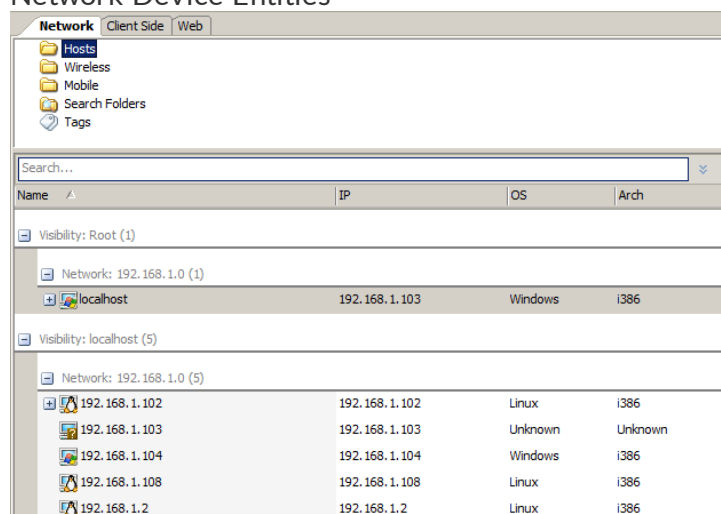 Network Device Entities
Network Client Side Web
Hosts
Wireless
Mobile
Search Folders
Tags
Search...
Name IP OS Arch
Visibility: Root (1)
Network: 192.168.1.0 (1)
localhost 192.168.1.103 Windows i386
Visibility: localhost (5)
Network: 192.168.1.0 (5)
192.168.1.102 192.168.1.102 Linux i386
192.168.1.103 192.168.1.103 Unknown Unknown
192.168.1.104 192.168.1.104 Windows i386
192.168.1.108 192.168.1.108 Linux i386
192.168.1.2 192.168.1.2 Linux i386